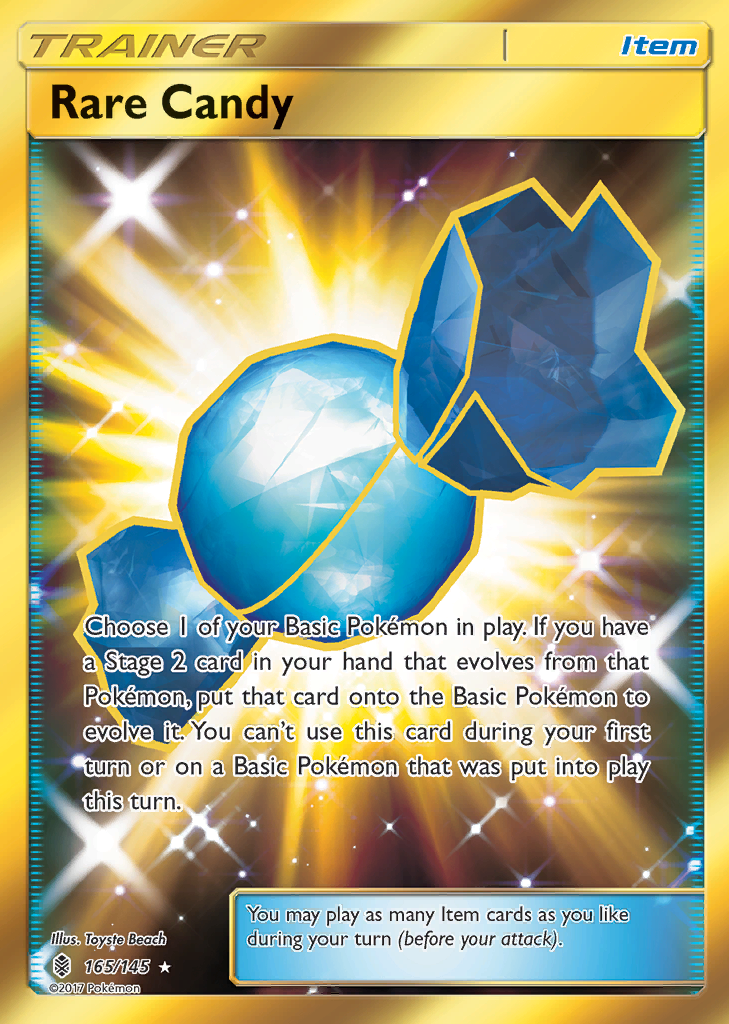 TRAINER
Item
Rare Candy
Choose 1 of your Basic Pokémon in play. If you have
a Stage 2 card in your hand that evolves from that
Pokémon, put that card onto the Basic Pokémon to
evolve it. You can't use this card during your first
turn or on a Basic Pokémon that was put into play
this turn.
You may play as many Item cards as you like
during your turn (before your attack).
Illus. Toyste Beach
165/145 ★
©2017 Pokémon